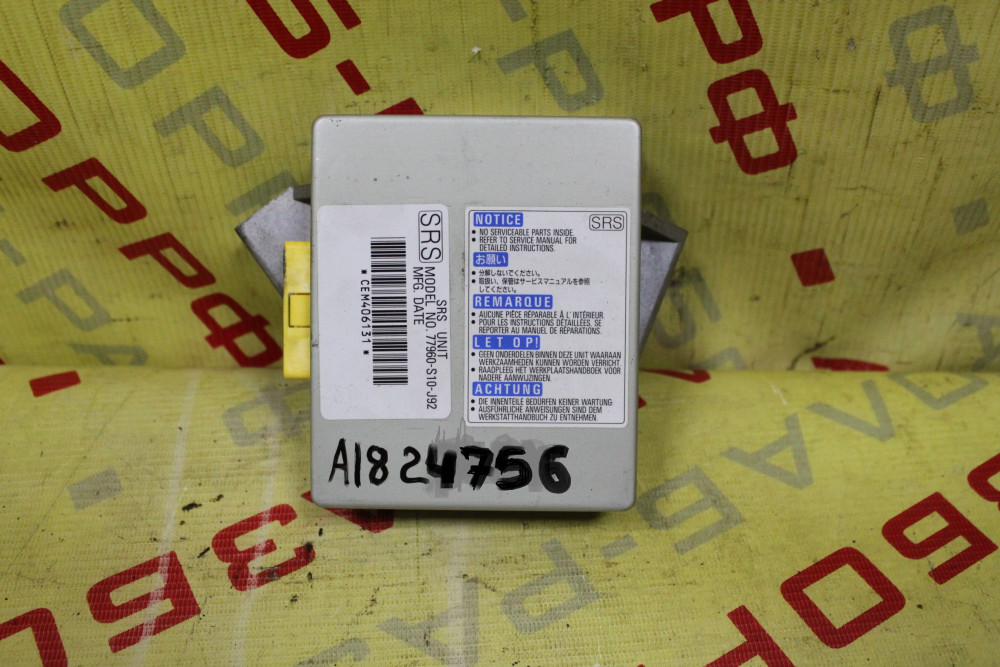 SRS
SRS UNIT
MODEL NO. 77960-S10-J92
MFG. DATE
* CEM406131 *
NOTICE
SRS
• NO SERVICEABLE PARTS INSIDE.
• REFER TO SERVICE MANUAL FOR
DETAILED INSTRUCTIONS.
お願い
• 分解しないでください。
• 取扱い、保管はサービスマニュアルを参照
してください。
REMARQUE
• AUCUNE PIÈCE RÉPARABLE À L'INTÉRIEUR.
• POUR LES INSTRUCTIONS DÉTAILLÉES, SE
REPORTER AU MANUEL DE RÉPARATIONS.
LET OP!
• GEEN ONDERDELEN BINNEN DEZE UNIT WAARAAN
WERKZAAMHEDEN KUNNEN WORDEN VERRICHT.
• RAADPLEEG HET WERKPLAATSHANDBOEK VOOR
NADERE AANWIJZINGEN.
ACHTUNG
• DIE INNENTEILE BEDÜRFEN KEINER WARTUNG.
• AUSFÜHRLICHE ANWEISUNGEN SIND DEM
WERKSTATTHANDBUCH ZU ENTNEHMEN.
A1824756